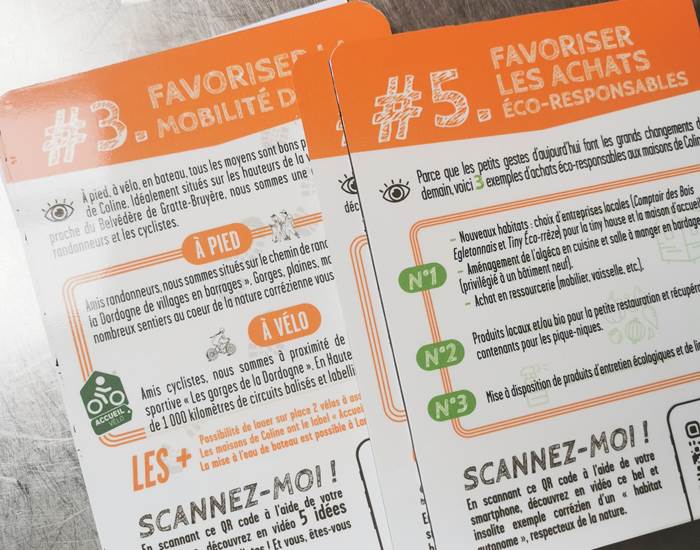 #3.
FAVORISER
MOBILITÉ D
À pied, à vélo, en bateau, tous les moyens sont bons p
de Coline. Idéalement situés sur les hauteurs de la
proche du Belvédère de Gratte-Bruyère, nous sommes une
randonneurs et les cyclistes.
À PIED
Amis randonneurs, nous sommes situés sur le chemin de rand
la Dordogne de villages en barrages ». Gorges, plaines,
nombreux sentiers au coeur de la nature corrézienne vous
À VÉLO
Amis cyclistes, nous sommes à proximité de
sportive « Les gorges de la Dordogne ». En Haute
de 1 000 kilomètres de circuits balisés et labelli
ACCUEIL
VÉLO
LES +
Possibilité de louer sur place 2 vélos à ass
Les maisons de Coline ont le label « Accuei
La mise à l'eau de bateau est possible à Lan
SCANNEZ-MOI !
En scannant ce QR code à l'aide de votre
smartphone, découvrez en vidéo 5 idées
! Et vous, êtes-vous
déc
#5.
FAVORISER
LES ACHATS
ÉCO-RESPONSABLES
Parce que les petits gestes d'aujourd'hui font les grands changements d
demain, voici 3 exemples d'achats éco-responsables aux maisons de Colin
N°1
– Nouveaux habitats : choix d'entreprises locales (Comptoir des Bois
Egletonnais et Tiny Éco-rrèze) pour la tiny house et la maison d'accueil
– Aménagement de l'algéco en cuisine et salle à manger en bardage
(privilégié à un bâtiment neuf).
– Achat en ressourcerie (mobilier, vaisselle, etc).
N°2
Produits locaux et/ou bio pour la petite restauration et récupér
contenants pour les pique-niques.
N°3
Mise à disposition de produits d'entretien écologiques et de lin
SCANNEZ-MOI !
En scannant ce QR code à l'aide de votre
smartphone, découvrez en vidéo ce bel et
insolite exemple corrézien d'un « habitat
autonome », respecteux de la nature.